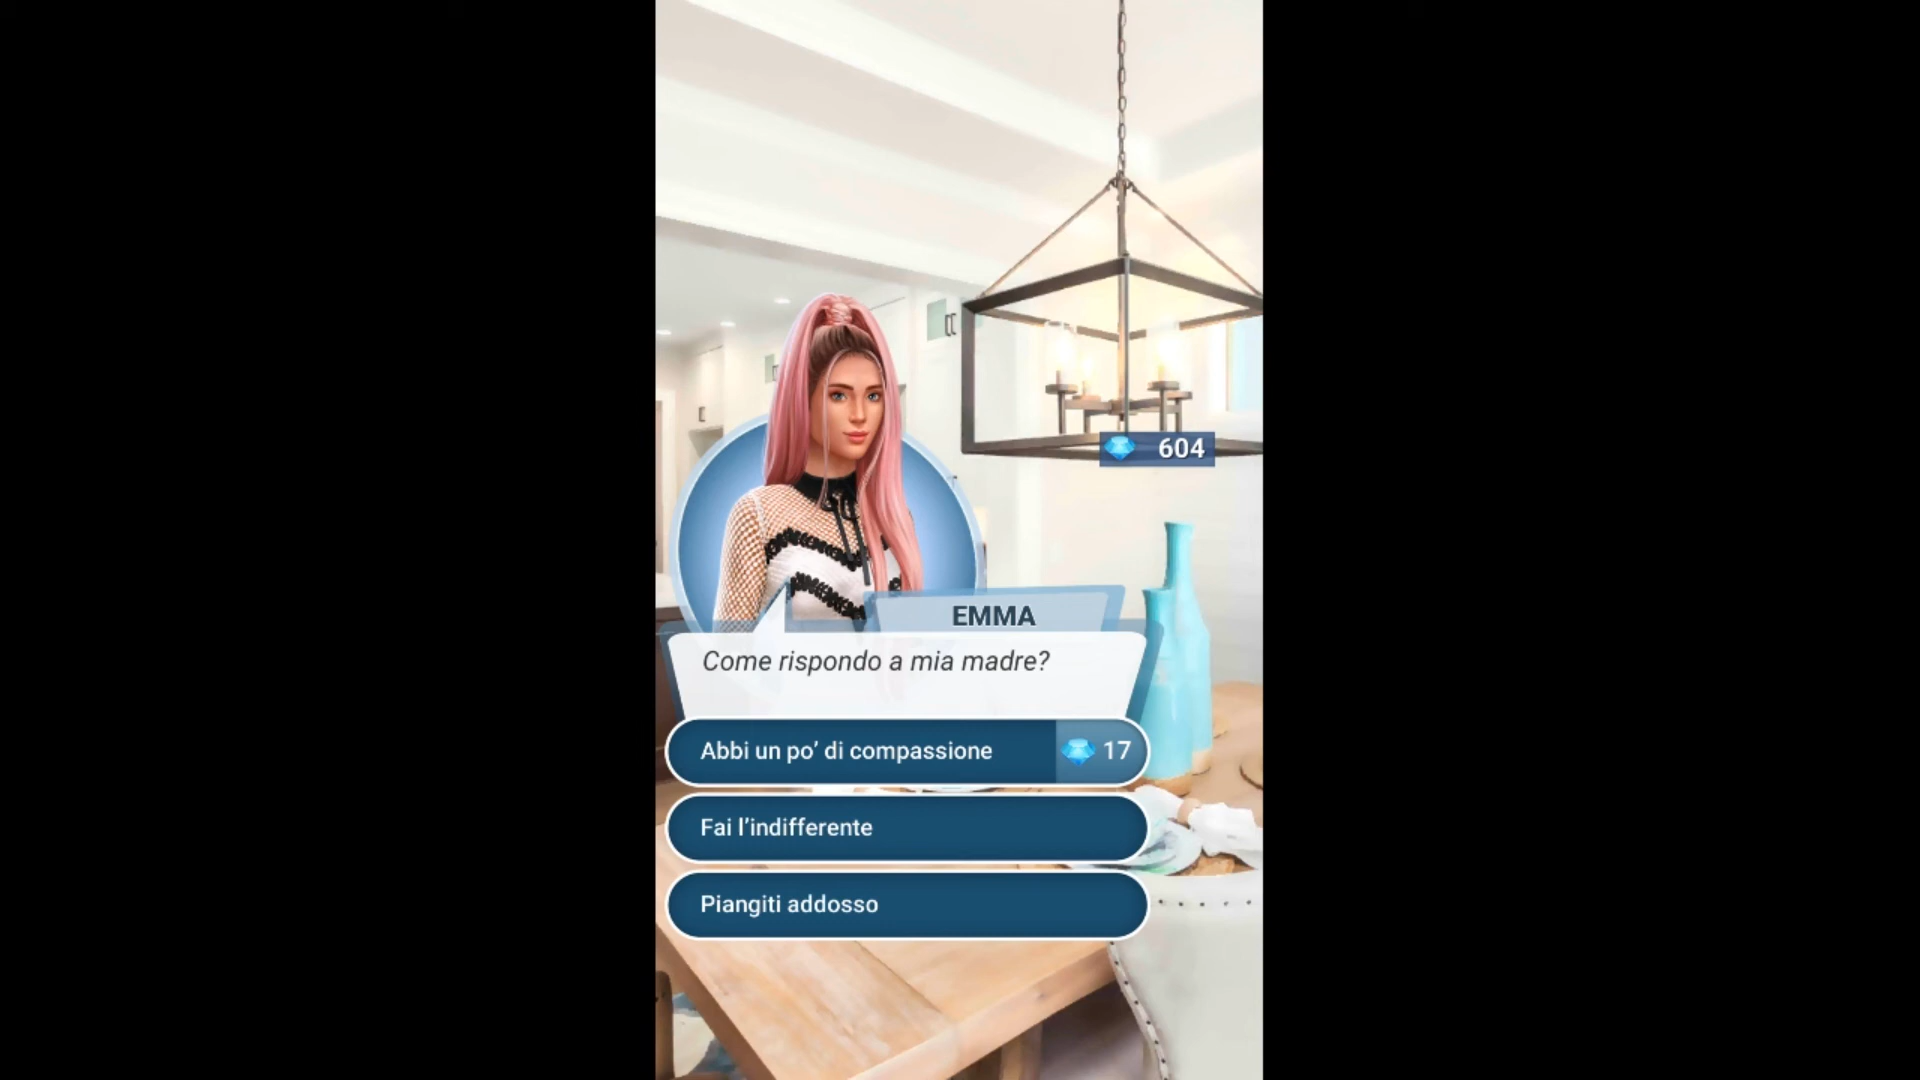 604
EMMA
Come rispondo a mia madre?
Abbi un po’ di compassione 17
Fai l’indifferente
Piangiti addosso